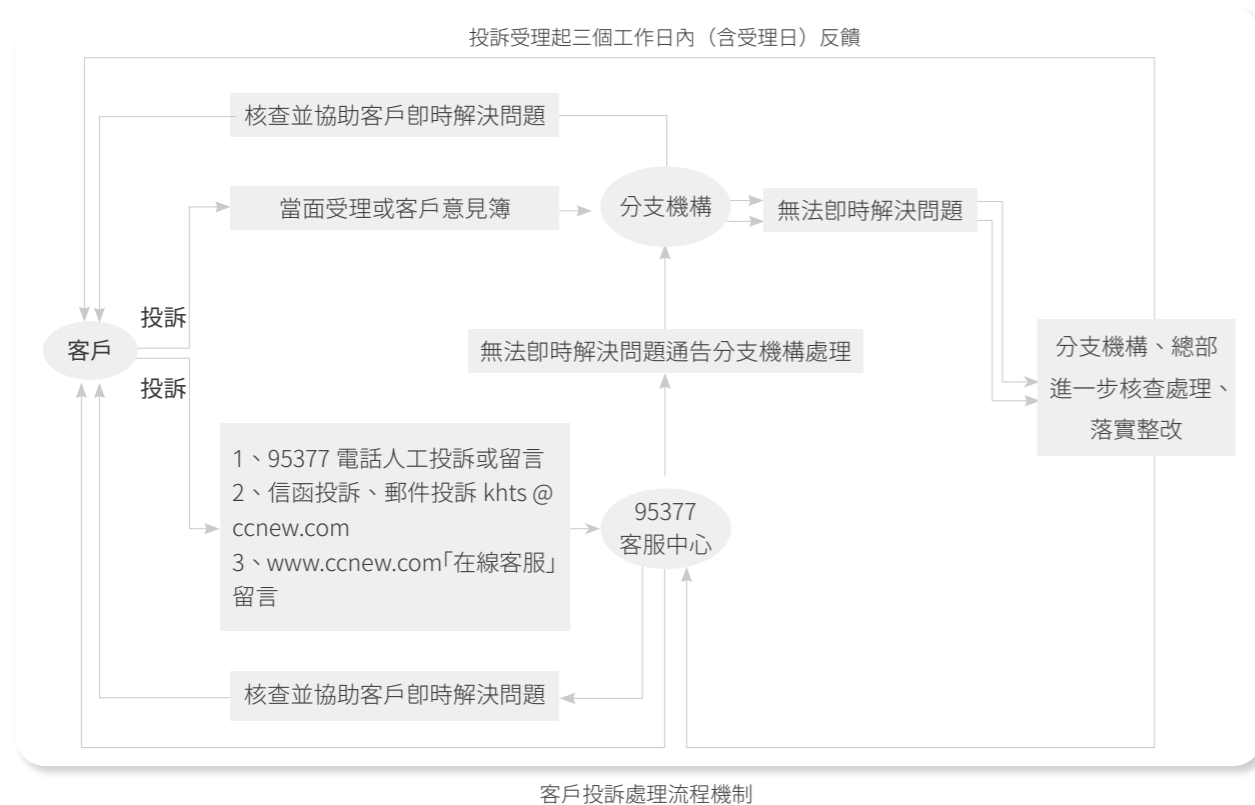 投訴受理起三個工作日內（含受理日）反饋
核查並協助客戶卽時解決問題
當面受理或客戶意見簿
分支機構
無法卽時解決問題
投訴
客戶
無法卽時解決問題通告分支機構處理
分支機構、總部
進一步核查處理、
落實整改
投訴
1、95377 電話人工投訴或留言
2、信函投訴、郵件投訴 khts @
ccnew.com
3、www.ccnew.com「在線客服」
留言
95377
客服中心
核查並協助客戶卽時解決問題
客戶投訴處理流程機制